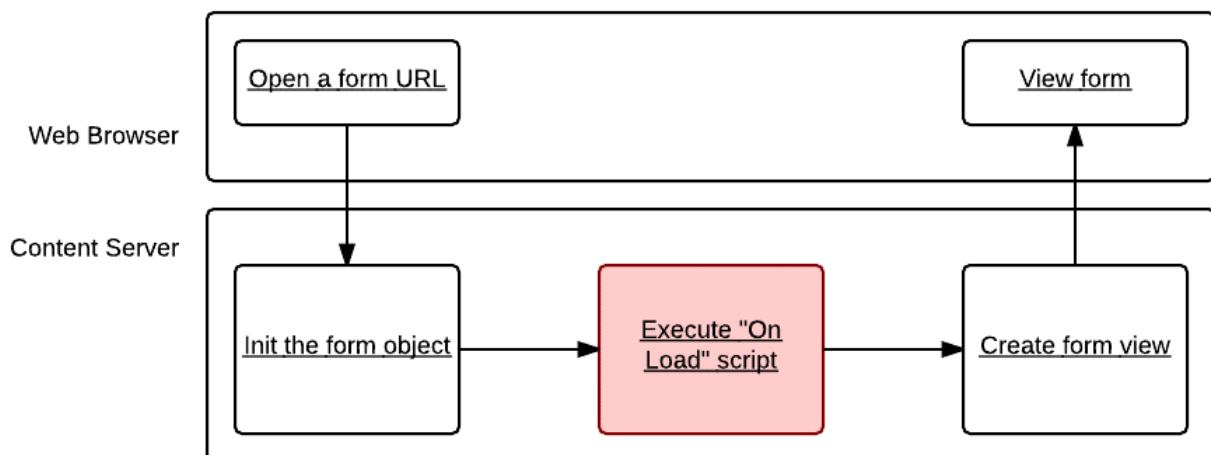 Open a form URL
View form
Web Browser
Content Server
Init the form object
Execute "On
Load" script
Create form view